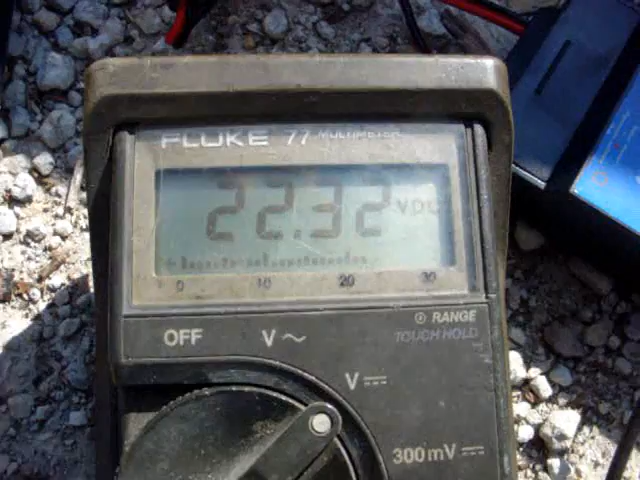 FLUKE 77 MULTIMETER
22.32 VDC
0 10 20 30
OFF V~ RANGE
TOUCH HOLD
V
300mV